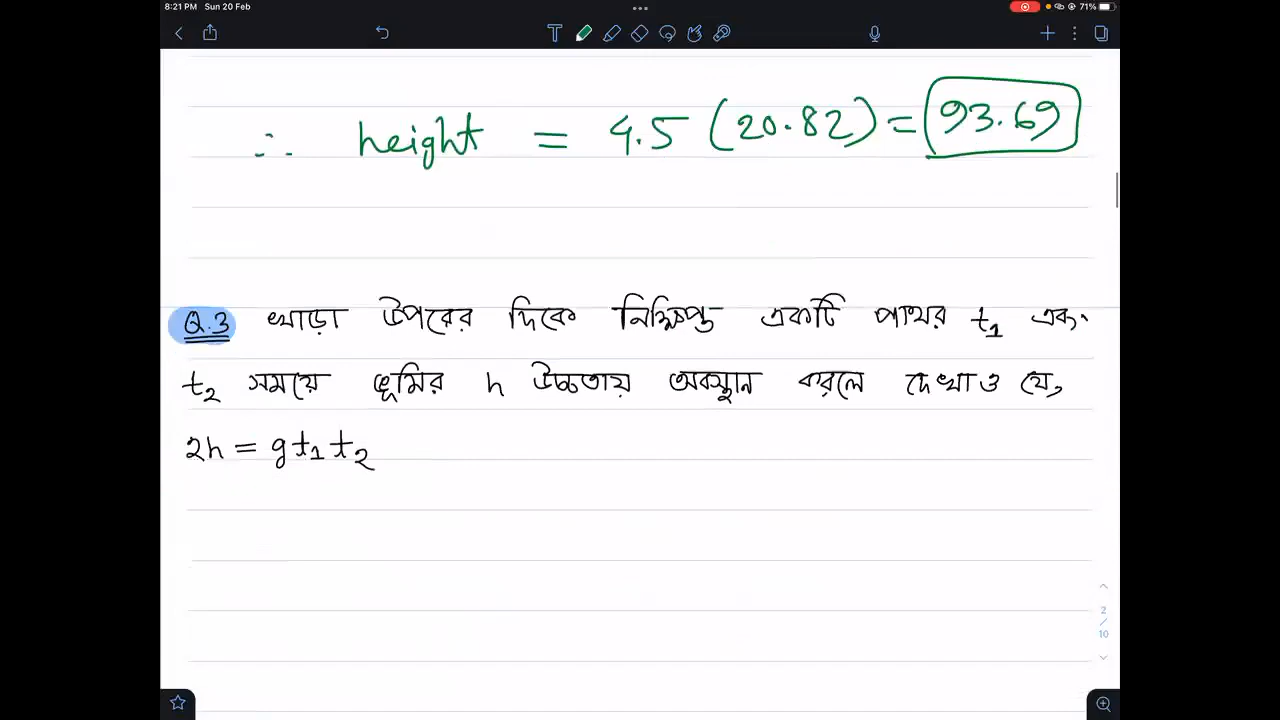 8:21 PM Sun 20 Feb 71%
∴ height = 4.5 (20.82) = 93.69
Q.3 খাড়া উপরের দিকে নিক্ষিপ্ত একটি পাথর t₁ এবং
t₂ সময়ে ভূমির h উচ্চতায় অবস্থান করলে দেখাও যে,
2h = gt₁t₂
2
/
10